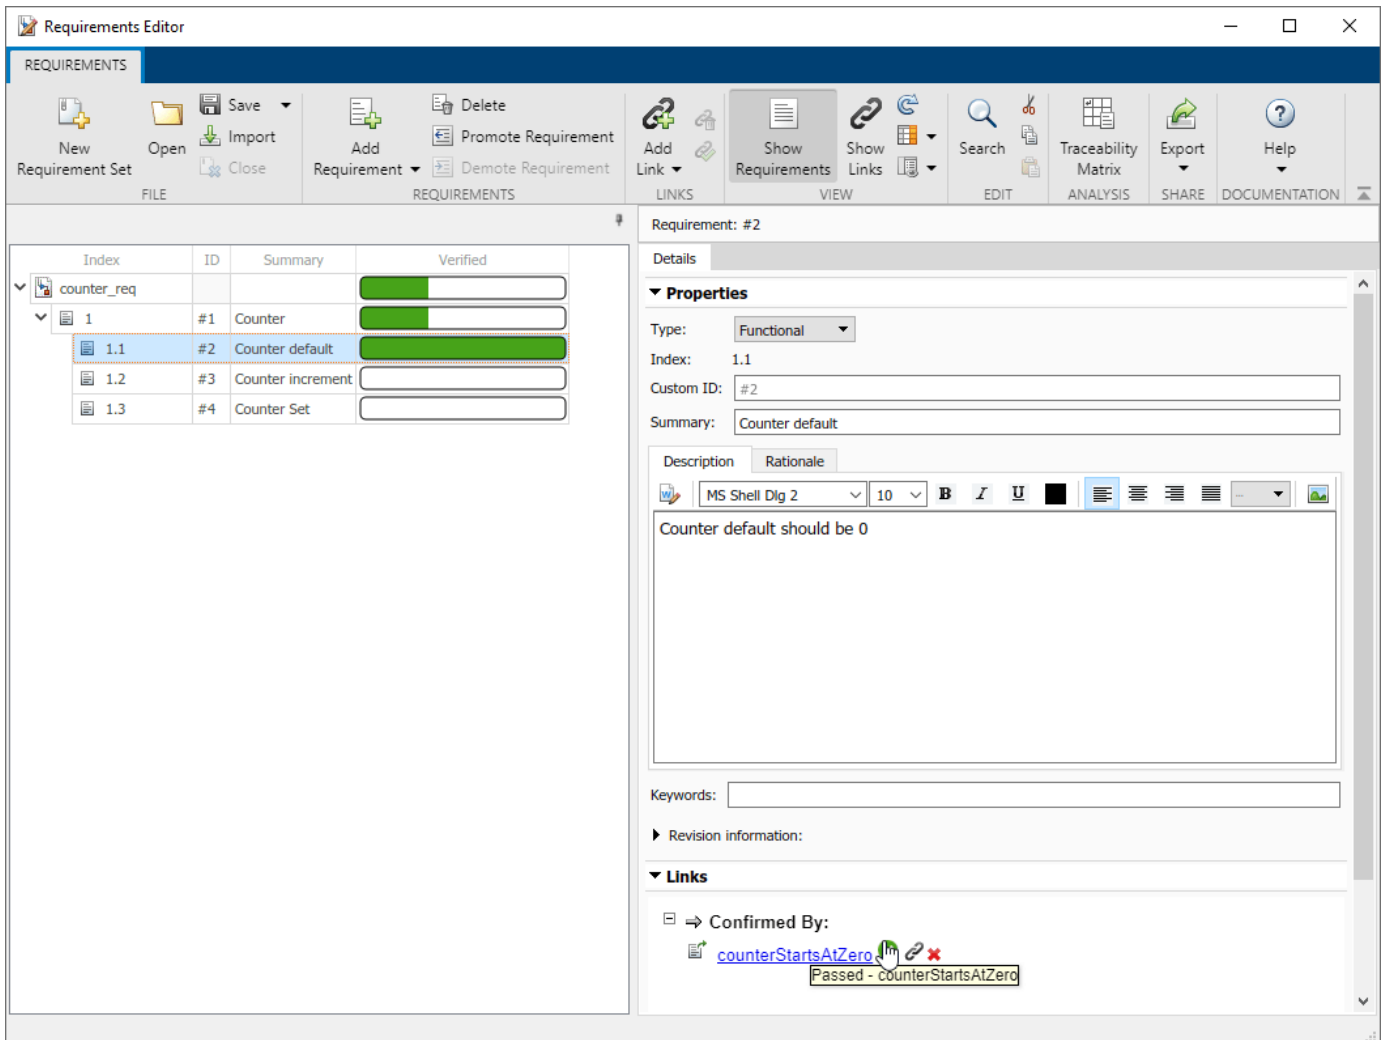 Requirements Editor
REQUIREMENTS
New
Requirement Set
Open
Save
Import
Close
FILE
Add
Requirement
Delete
Promote Requirement
Demote Requirement
REQUIREMENTS
Add
Link
LINKS
Show
Requirements
Show
Links
VIEW
Search
EDIT
Traceability
Matrix
ANALYSIS
Export
SHARE
Help
DOCUMENTATION
Index ID Summary Verified
counter_req
1 #1 Counter
1.1 #2 Counter default
1.2 #3 Counter increment
1.3 #4 Counter Set
Requirement: #2
Details
Properties
Type: Functional
Index: 1.1
Custom ID: #2
Summary: Counter default
Description Rationale
MS Shell Dlg 2 10 B I U ...
Counter default should be 0
Keywords:
Revision information:
Links
Confirmed By:
counterStartsAtZero
Passed - counterStartsAtZero